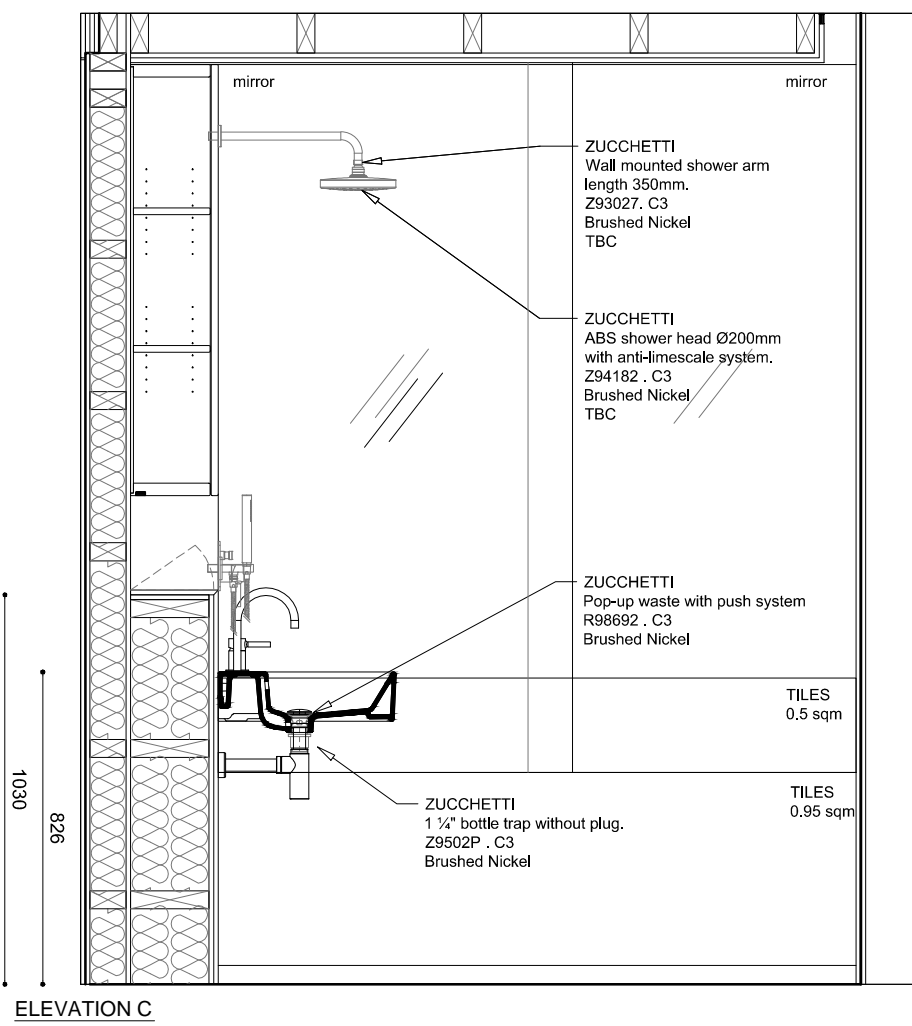 mirror
mirror
ZUCCHETTI
Wall mounted shower arm
length 350mm.
Z93027. C3
Brushed Nickel
TBC
ZUCCHETTI
ABS shower head Ø200mm
with anti-limescale system.
Z94182 . C3
Brushed Nickel
TBC
ZUCCHETTI
Pop-up waste with push system
R98692 . C3
Brushed Nickel
TILES
0.5 sqm
TILES
0.95 sqm
ZUCCHETTI
1 ¼" bottle trap without plug.
Z9502P . C3
Brushed Nickel
1030
826
ELEVATION C